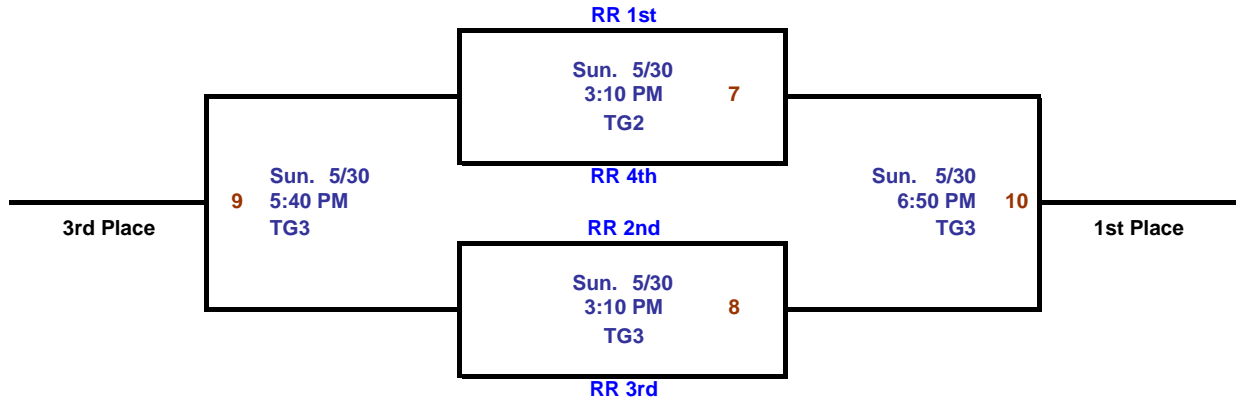 RR 1st
Sun. 5/30
3:10 PM 7
TG2
RR 4th
Sun. 5/30
9 5:40 PM
TG3
3rd Place
Sun. 5/30
6:50 PM 10
TG3
1st Place
RR 2nd
Sun. 5/30
3:10 PM 8
TG3
RR 3rd